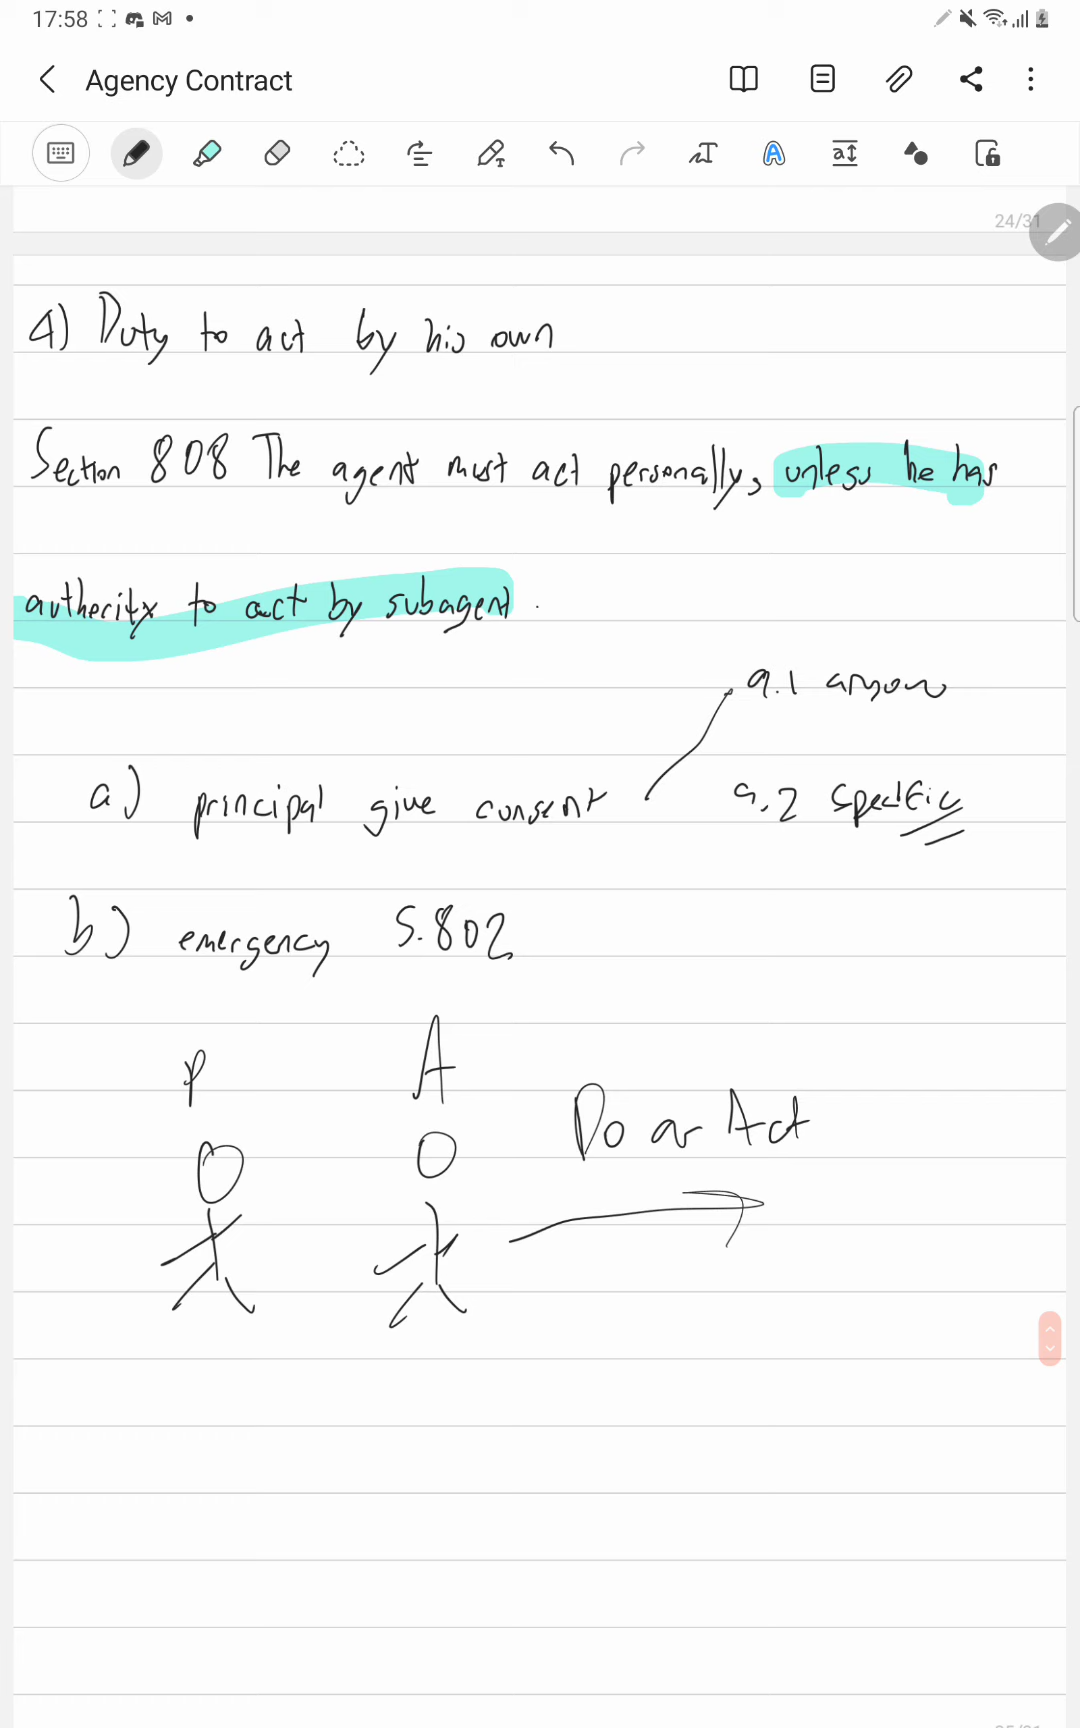 17:58
Agency Contract
24/31
4) Duty to act by his own
Section 808 The agent must act personally, unless he has
authority to act by subagent.
a.1 anyone
a) principal give consent a.2 specific
b) emergency S.802
P A
Do an Act